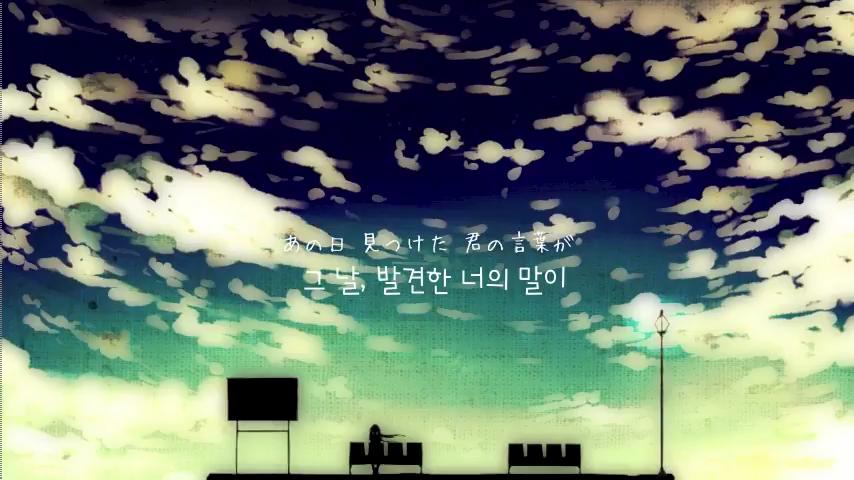 あの日 見つけた 君の言葉が
그 날, 발견한 너의 말이